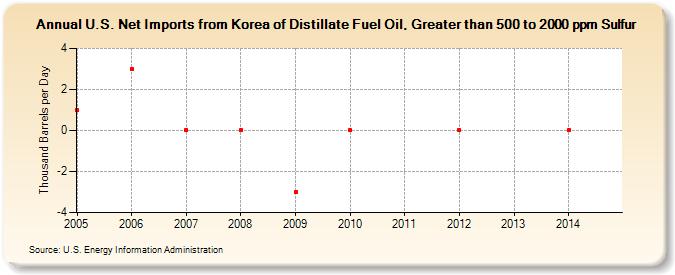 Annual U.S. Net Imports from Korea of Distillate Fuel Oil, Greater than 500 to 2000 ppm Sulfur
Thousand Barrels per Day
4
2
0
-2
-4
2005 2006 2007 2008 2009 2010 2011 2012 2013 2014
Source: U.S. Energy Information Administration